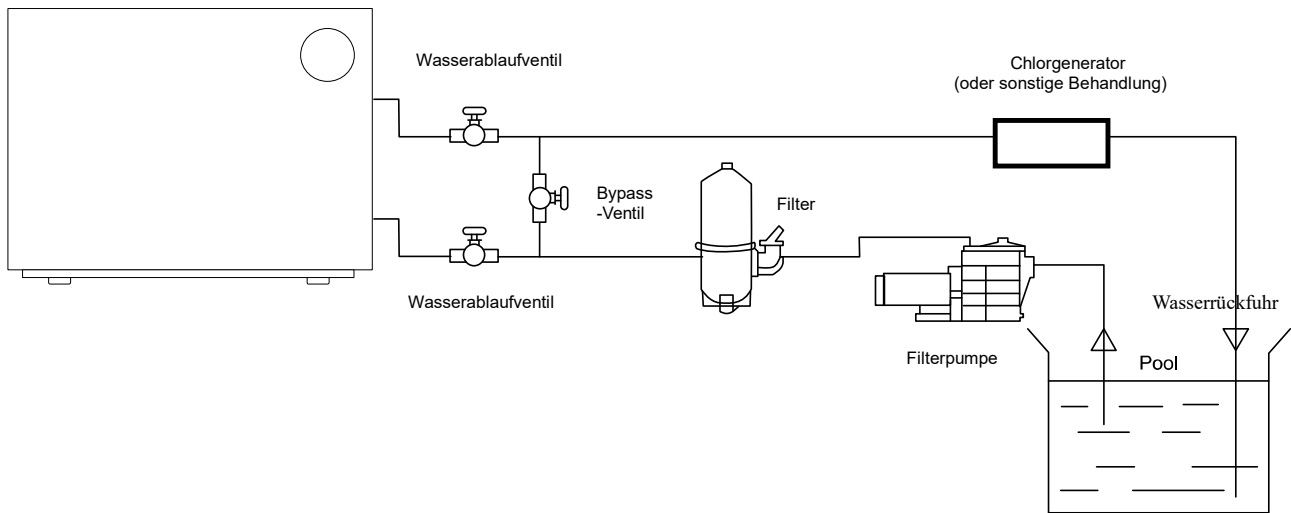 Wasserablaufventil
Chlorgenerator
(oder sonstige Behandlung)
Bypass
-Ventil
Filter
Wasserablaufventil
Wasserrückfuhr
Filterpumpe
Pool